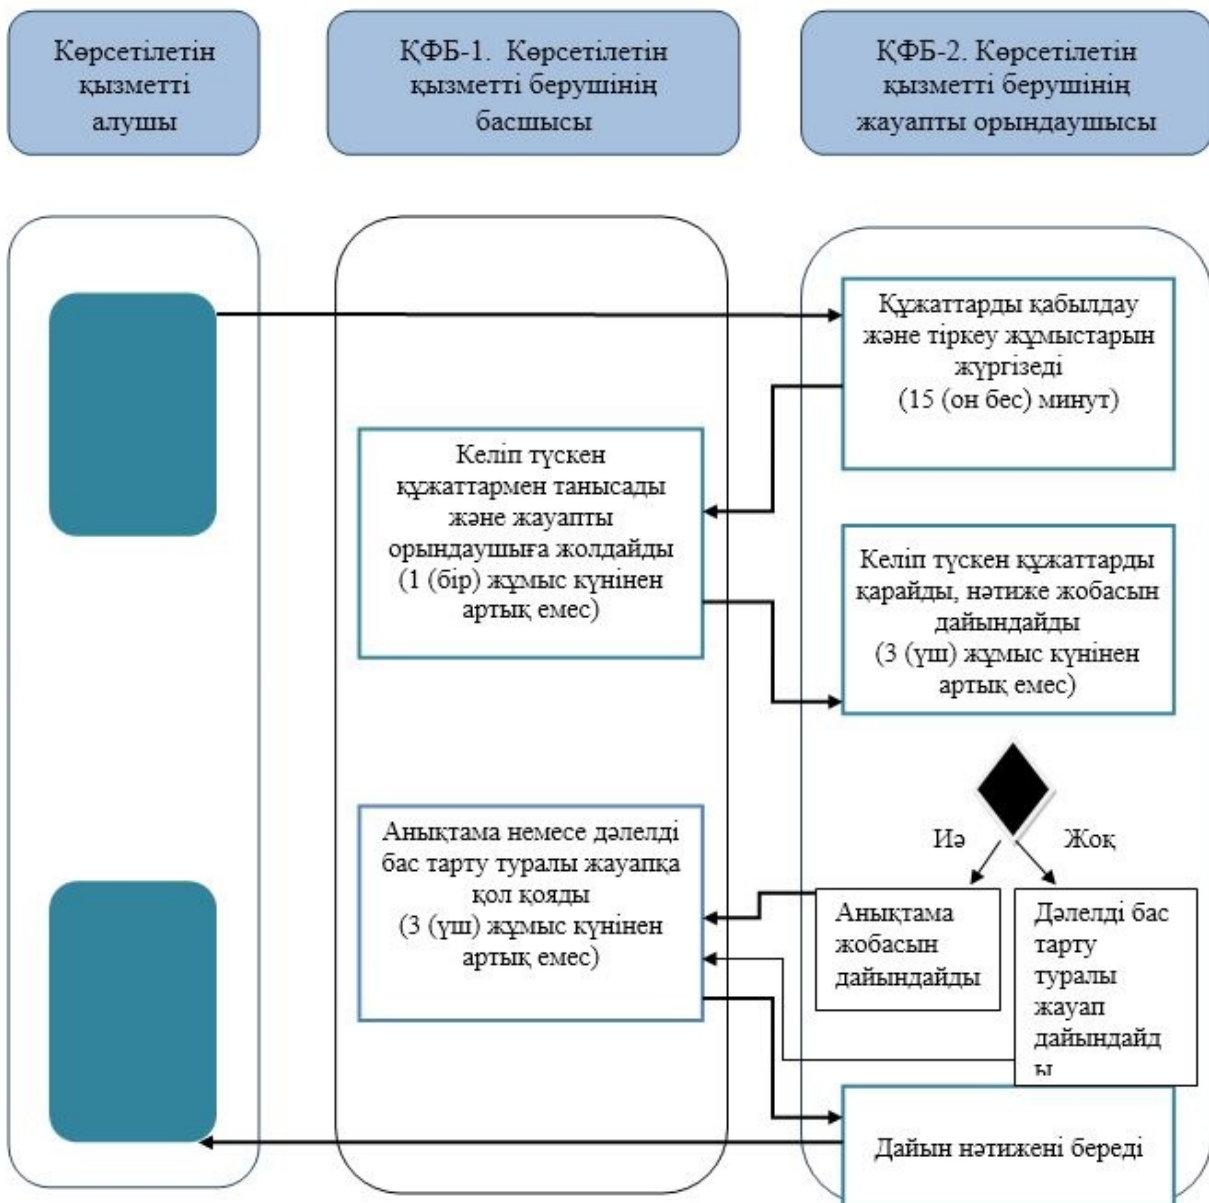 Көрсетілетін
қызметті
алушы
ҚФБ-1. Көрсетілетін
қызметті берушінің
басшысы
ҚФБ-2. Көрсетілетін
қызметті берушінің
жауапты орындаушысы
Құжаттарды қабылдау
және тіркеу жұмыстарын
жүргізеді
(15 (он бес) минут)
Келіп түскен
құжаттармен танысады
және жауапты
орындаушыға жолдайды
(1 (бір) жұмыс күнінен
артық емес)
Келіп түскен құжаттарды
қарайды, нәтиже жобасын
дайындайды
(3 (үш) жұмыс күнінен
артық емес)
Иә
Жоқ
Анықтама немесе дәлелді
бас тарту туралы жауапқа
қол қояды
(3 (үш) жұмыс күнінен
артық емес)
Анықтама
жобасын
дайындайды
Дәлелді бас
тарту
туралы
жауап
дайындайд
ы
Дайын нәтижені береді